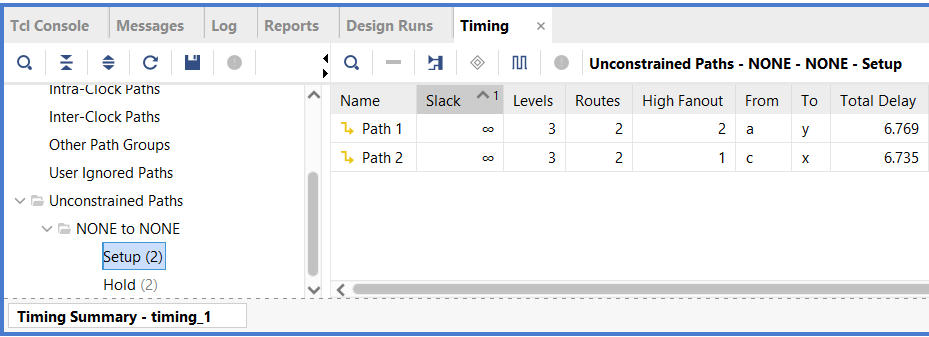 Tcl Console Messages Log Reports Design Runs Timing ×
Unconstrained Paths - NONE - NONE - Setup
Intra-Clock Paths
Inter-Clock Paths
Other Path Groups
User Ignored Paths
Unconstrained Paths
NONE to NONE
Setup (2)
Hold (2)
Name Slack ^1 Levels Routes High Fanout From To Total Delay
Path 1 ∞ 3 2 2 a y 6.769
Path 2 ∞ 3 2 1 c x 6.735
Timing Summary - timing_1